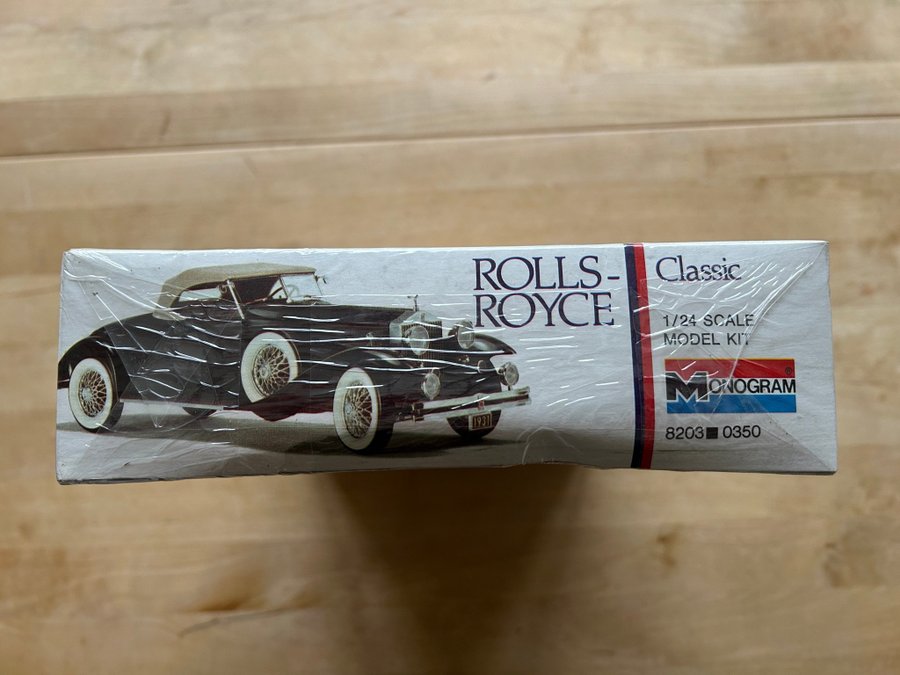 ROLLS-
ROYCE
Classic
1/24 SCALE
MODEL KIT
MONOGRAM
®
8203■0350
1931